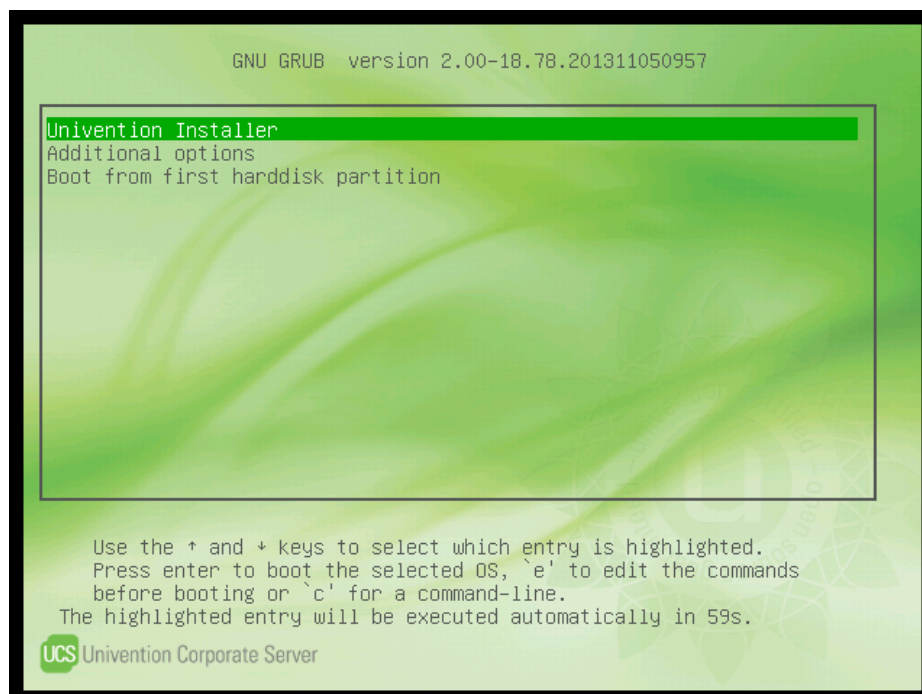 GNU GRUB version 2.00-18.78.201311050957
Univention Installer
Additional options
Boot from first harddisk partition
Use the ↑ and ↓ keys to select which entry is highlighted.
Press enter to boot the selected OS, `e' to edit the commands
before booting or `c' for a command-line.
The highlighted entry will be executed automatically in 59s.
UCS Univention Corporate Server